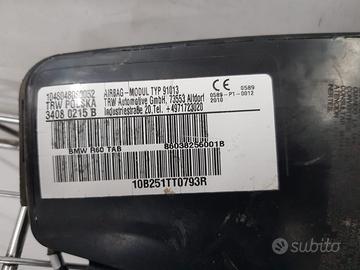 AIRBAG-MODUL TYP 91013
TRW POLSKA
TRW Automotive GmbH, 73553 Alfdorf
3408 0215 B
Industriestraße 20, Tel.+4971723020
0589
0589-P1-0012
2010
BMW R60 TAB
86038256001B
10B251TT0793R
subito